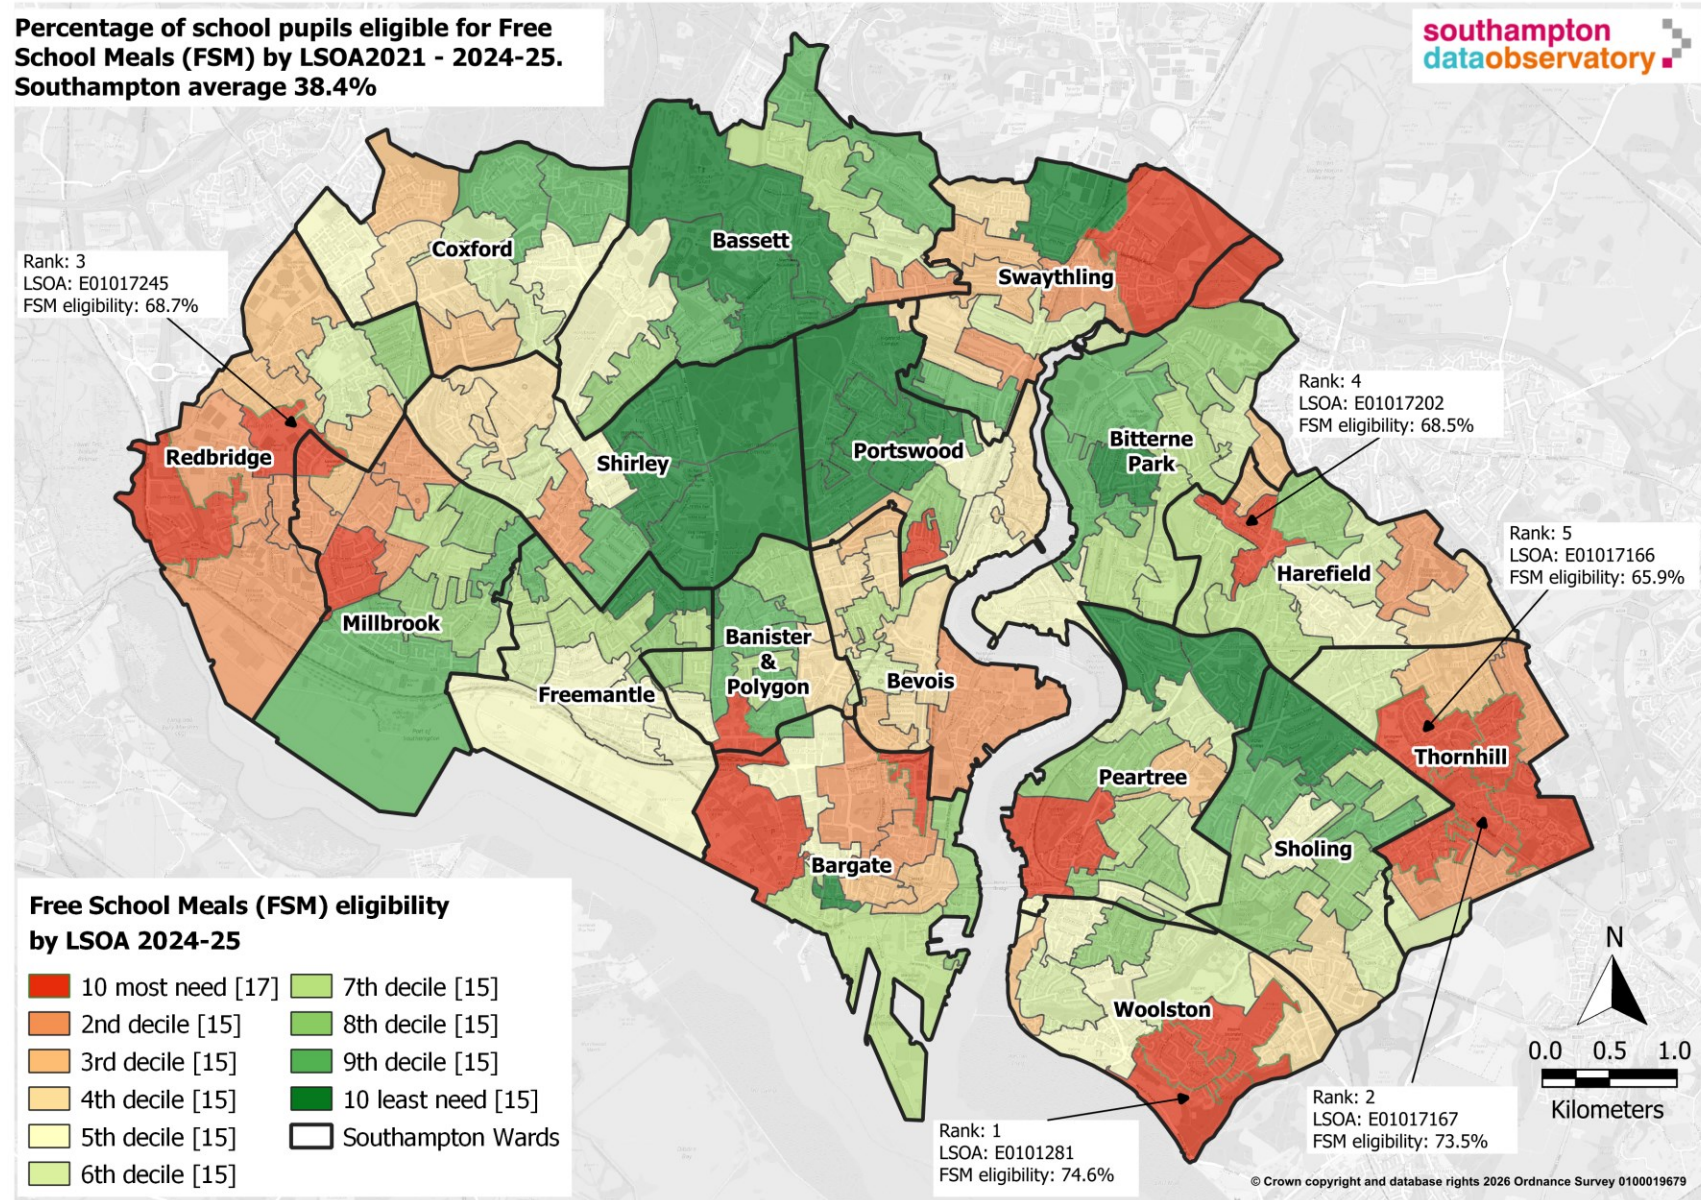 Percentage of school pupils eligible for Free
School Meals (FSM) by LSOA2021 - 2024-25.
Southampton average 38.4%
southampton
dataobservatory
Rank: 3
LSOA: E01017245
FSM eligibility: 68.7%
Coxford
Bassett
Swaythling
Rank: 4
LSOA: E01017202
FSM eligibility: 68.5%
Redbridge
Shirley
Portswood
Bitterne
Park
Rank: 5
LSOA: E01017166
FSM eligibility: 65.9%
Harefield
Millbrook
Banister
&
Polygon
Freemantle
Bevois
Thornhill
Peartree
Sholing
Bargate
Woolston
Free School Meals (FSM) eligibility
by LSOA 2024-25
10 most need [17]
2nd decile [15]
3rd decile [15]
4th decile [15]
5th decile [15]
6th decile [15]
7th decile [15]
8th decile [15]
9th decile [15]
10 least need [15]
Southampton Wards
N
0.0 0.5 1.0
Kilometers
Rank: 1
LSOA: E0101281
FSM eligibility: 74.6%
Rank: 2
LSOA: E01017167
FSM eligibility: 73.5%
© Crown copyright and database rights 2026 Ordnance Survey 0100019679